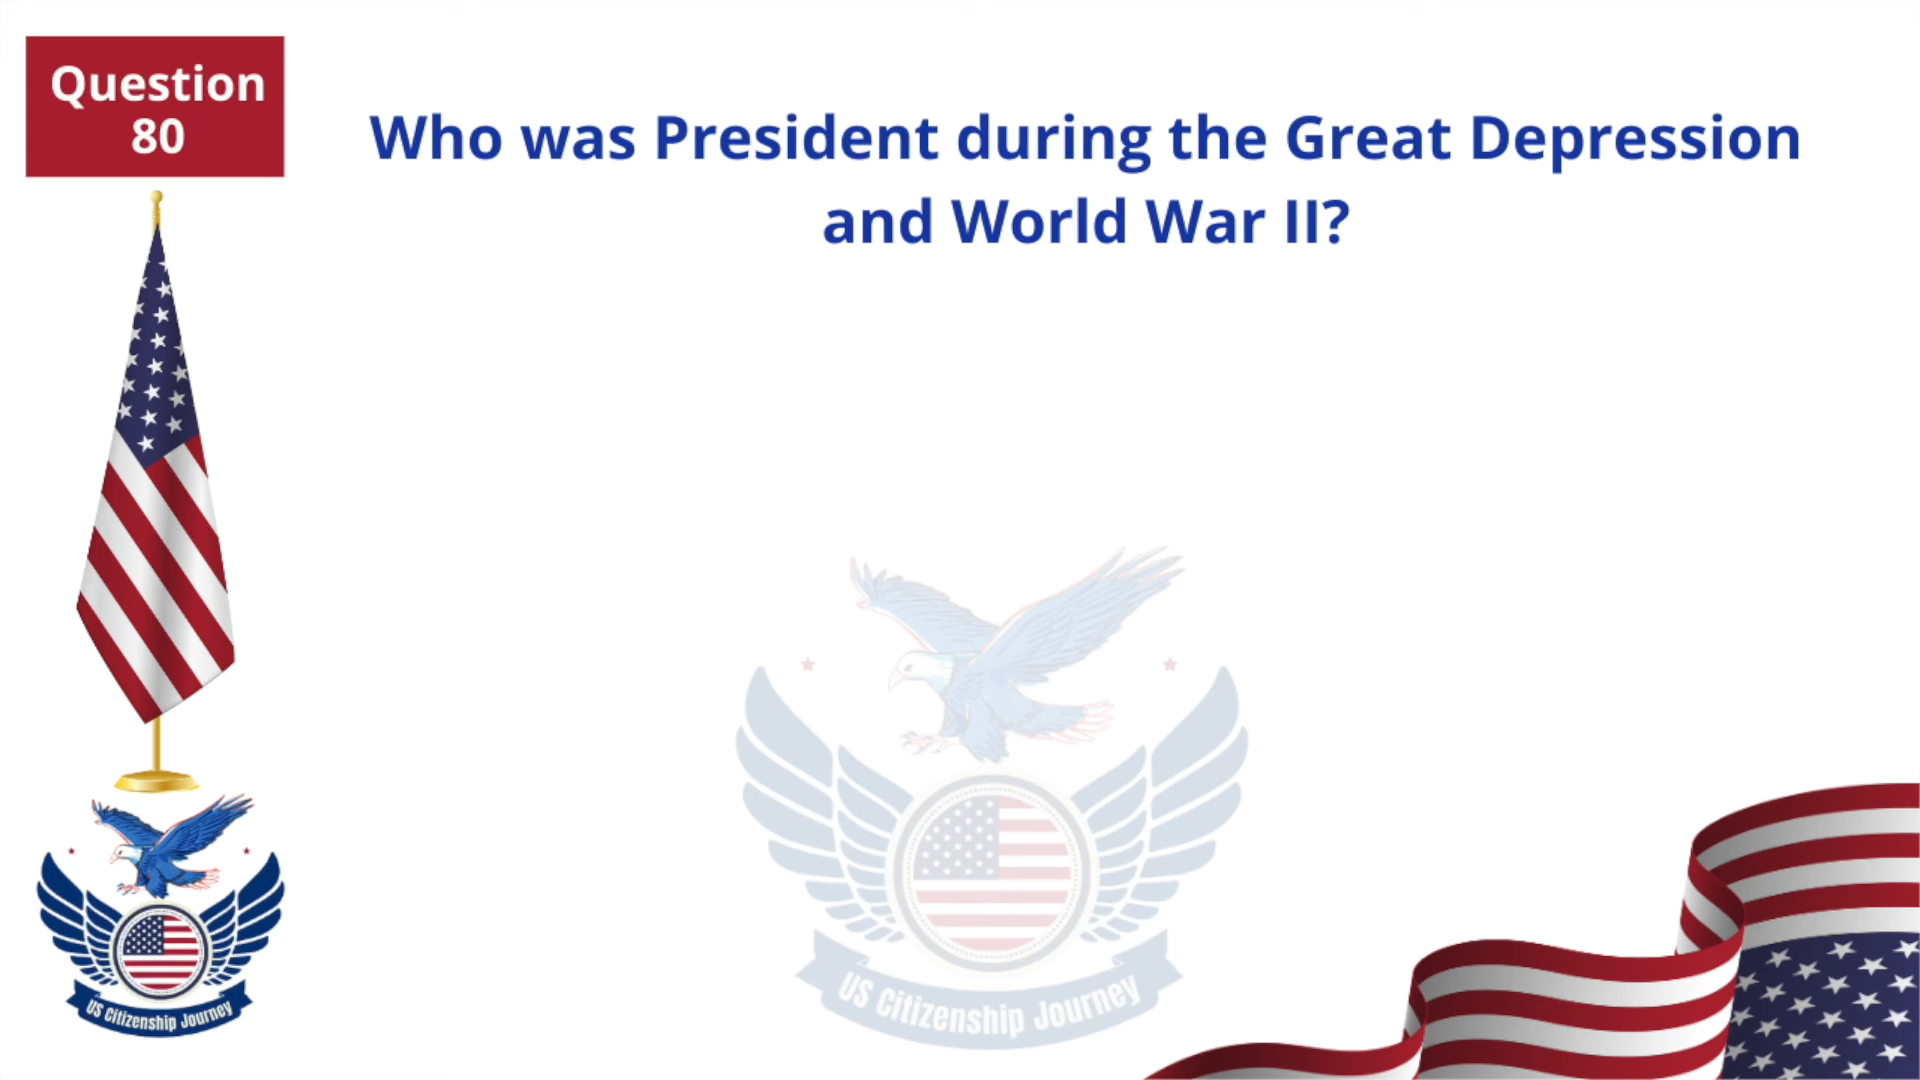 Question
80
Who was President during the Great Depression
and World War II?
US Citizenship Journey
US Citizenship Journey